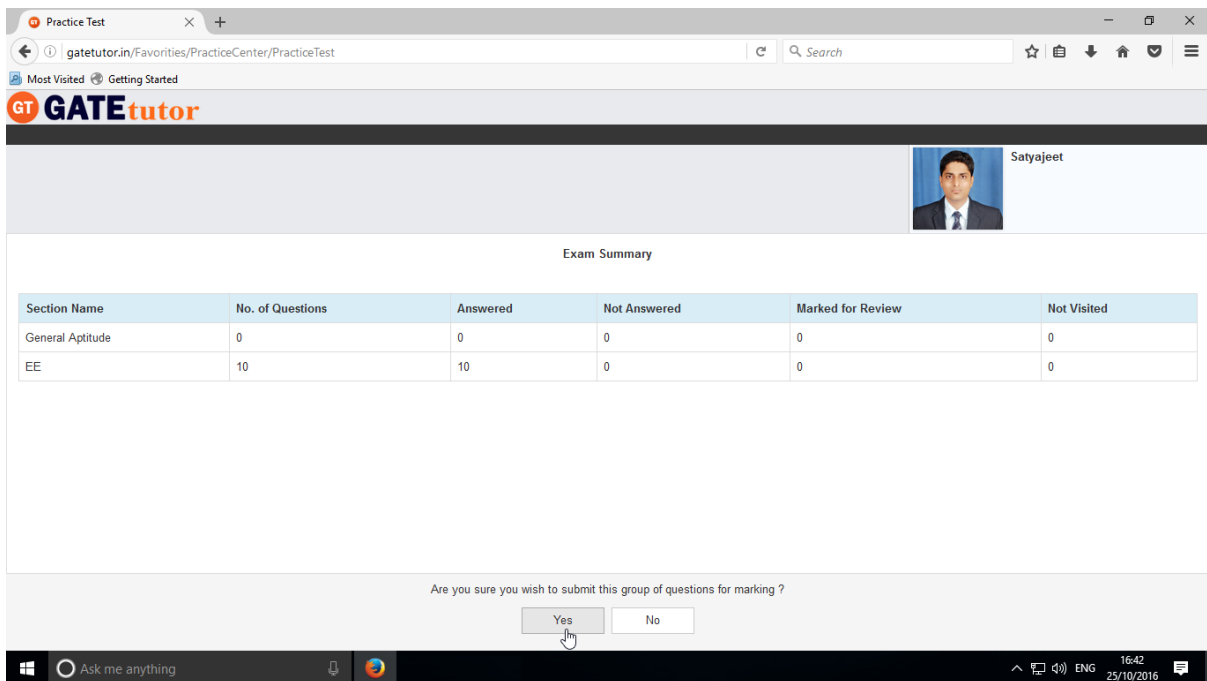 Practice Test
gatetutor.in/Favorities/PracticeCenter/PracticeTest
Search
Most Visited Getting Started
GT GATEtutor
Satyajeet
Exam Summary
Section Name No. of Questions Answered Not Answered Marked for Review Not Visited
General Aptitude 0 0 0 0 0
EE 10 10 0 0 0
Are you sure you wish to submit this group of questions for marking ?
Yes No
Ask me anything
ENG
16:42
25/10/2016